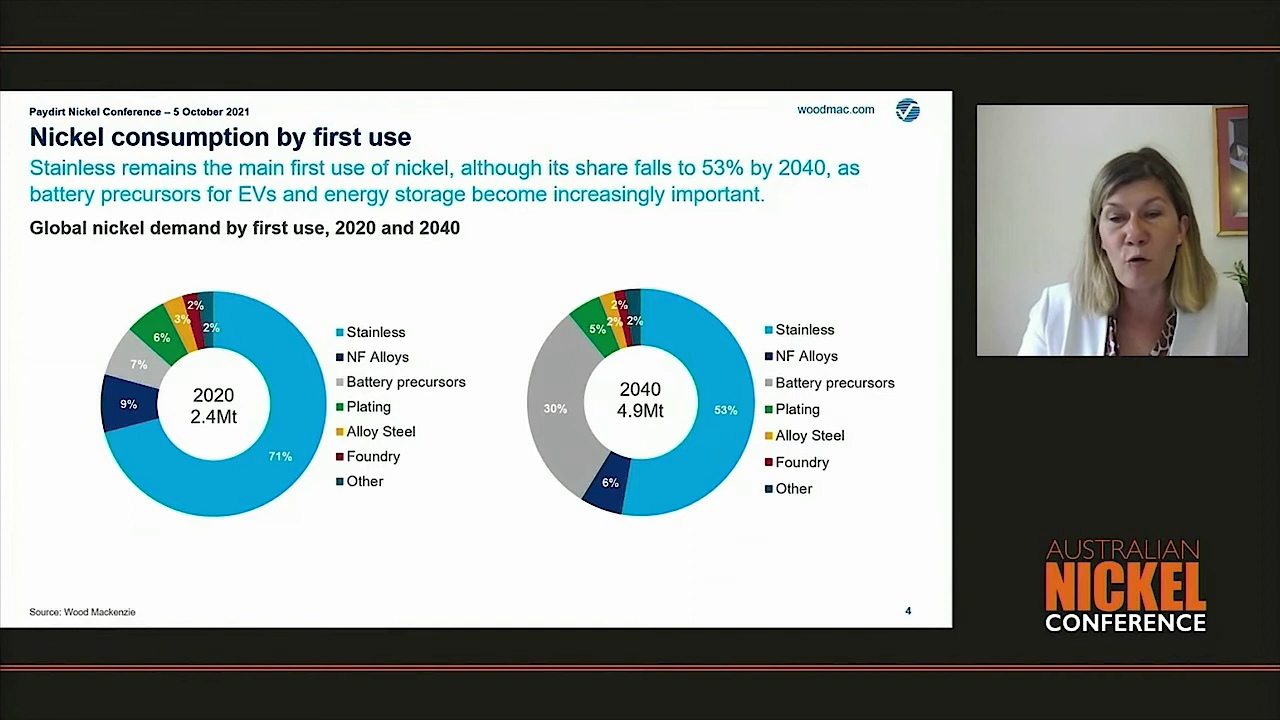 Paydirt Nickel Conference – 5 October 2021
woodmac.com
Nickel consumption by first use
Stainless remains the main first use of nickel, although its share falls to 53% by 2040, as
battery precursors for EVs and energy storage become increasingly important.
Global nickel demand by first use, 2020 and 2040
2%
3%
2%
6%
7%
9%
71%
2020
2.4Mt
Stainless
NF Alloys
Battery precursors
Plating
Alloy Steel
Foundry
Other
2%
2%
2%
5%
30%
53%
6%
2040
4.9Mt
Stainless
NF Alloys
Battery precursors
Plating
Alloy Steel
Foundry
Other
Source: Wood Mackenzie
4
AUSTRALIAN
NICKEL
CONFERENCE